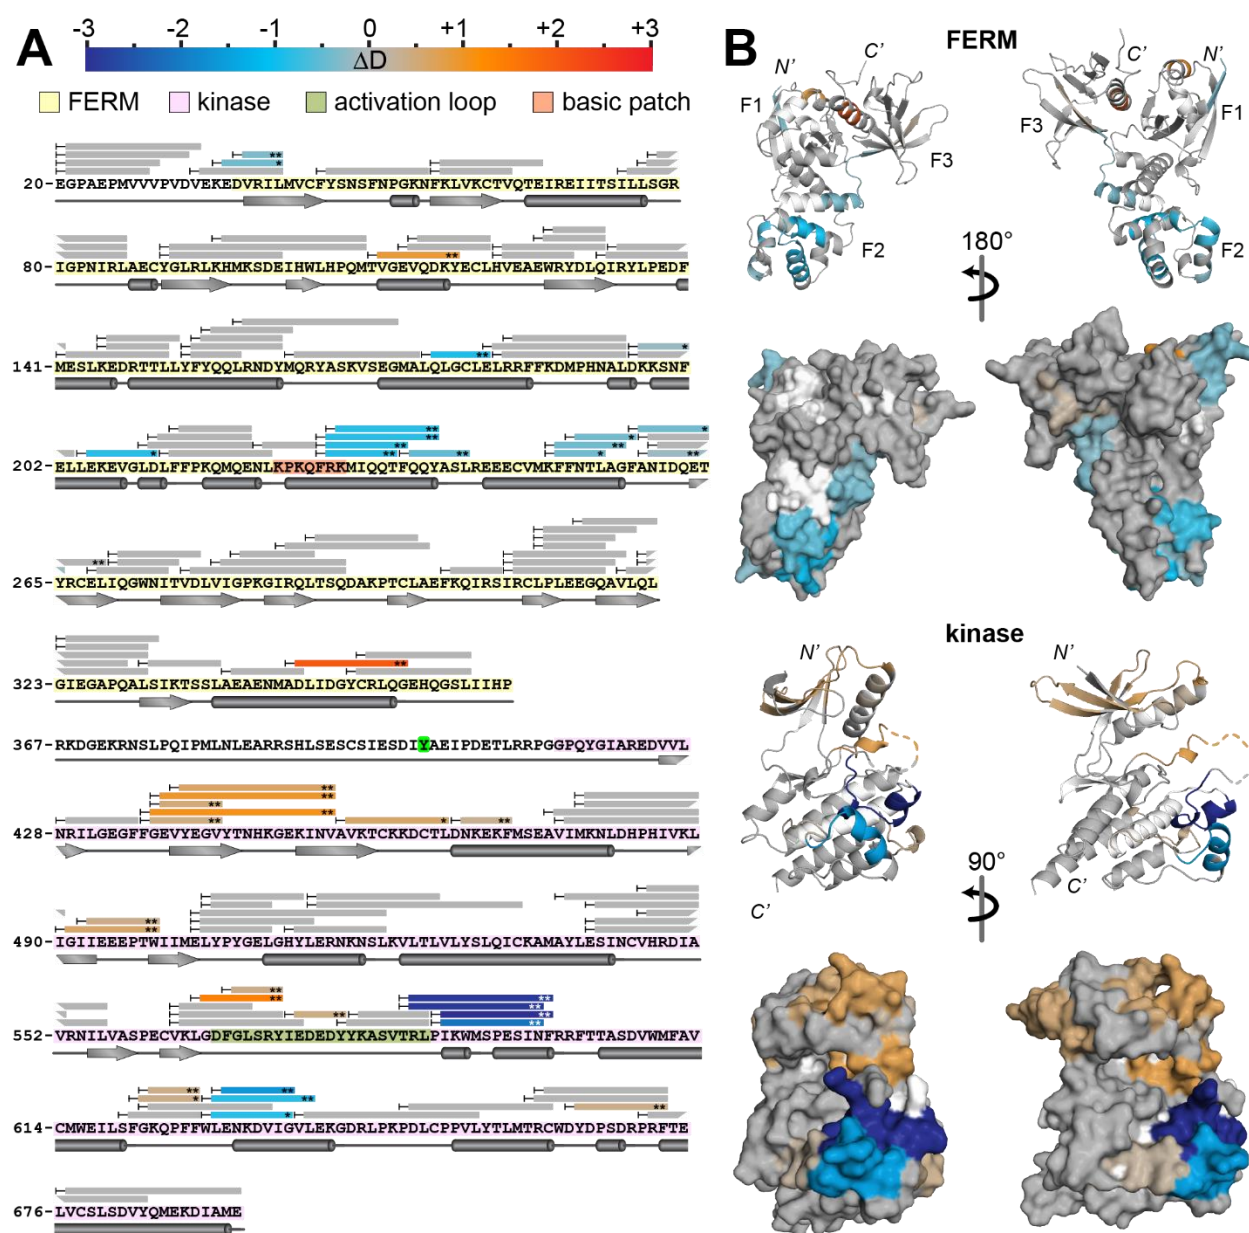 A
-3 -2 -1 0 +1 +2 +3
ΔD
FERM kinase activation loop basic patch
** *
20- EGPAEPMVVVPVDVEKEDVRILMVCFYSNSFNPGKNFKLVKCTVQTEIREIITSILLSGR
**
80- IGPNIRLAECYGLRLKHMKSDEIHWLHPQMTVGEVQDKYECLHVEAEWRYDLQIRYLPEDF
** *
141- MESLKEDRTTLLYFYQQLRNDYMQRYASKVSEGMALQLGCLELRRFFKDMPHNALDKKSNF
** ** ** ** ** ** * ** * *
202- ELLEKEVGLDLFFPKQMQENLKPKQFRKMIQQTFQQYASLREEECVMKFFNTLAGFANIDQET
**
265- YRCELIQGWNITVDLVIGPKGIRQLTSQDAKPTCLAEFKQIRSIRCLPLEEGQAVLQL
**
323- GIEGAPQALSIKTSSLAEAENMADLIDGYCRLQGEHQGSLIIHP
367- RKDGEKRNSLPQIPMLNLEARRSHLSESCSIESDIYAEIPDETLRRPGGPQYGIAREDVVL
** ** ** ** ** ** **
428- NRILGEGFFGEVYEGVYTNHKGEKINVAVKTCKKDCTLDNKEKFMSEAVIMKNLDHPHIVKL
** **
490- IGIIEEEPTWIIMELYPYGELGHYLERNKNSLKVLTLVLYSLQICKAMAYLESINCVHRDIA
** ** ** ** ** ** **
552- VRNILVASPECVKLGDFGLSRYIEDEDYYKASVTRLPIKWMSPESINFRRFTTASDVWMFAV
** * ** ** * **
614- CMWEILSFGKQPFFWLENKDVIGVLEKGDRLPKPDLCPPVLYTLMTRCWDYDPSDRPRFTE
676- LVCSLSDVYQMEKDIAME
B
FERM
N' C' F1 F3 F2
C' N' F3 F1 F2
180°
kinase
N' C'
N' C'
90°